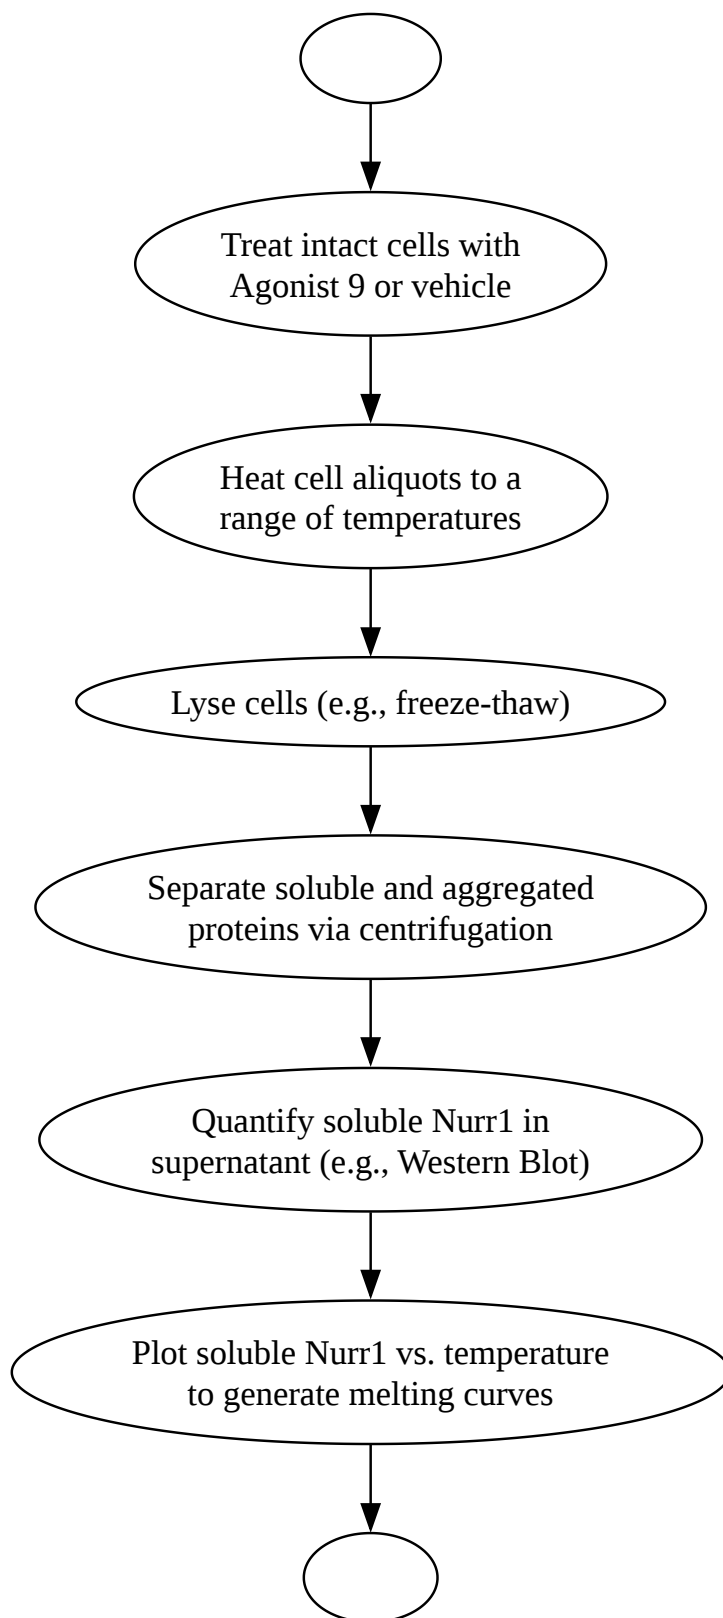 Treat intact cells with
Agonist 9 or vehicle
Heat cell aliquots to a
range of temperatures
Lyse cells (e.g., freeze-thaw)
Separate soluble and aggregated
proteins via centrifugation
Quantify soluble Nurr1 in
supernatant (e.g., Western Blot)
Plot soluble Nurr1 vs. temperature
to generate melting curves